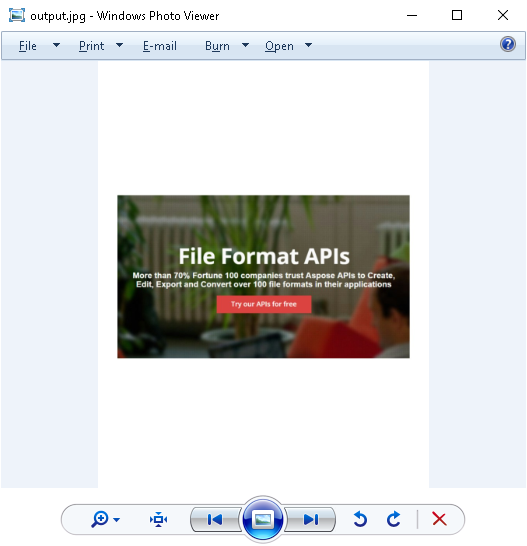 output.jpg - Windows Photo Viewer
File Print E-mail Burn Open
File Format APIs
More than 70% Fortune 100 companies trust Aspose APIs to Create,
Edit, Export and Convert over 100 file formats in their applications
Try our APIs for free